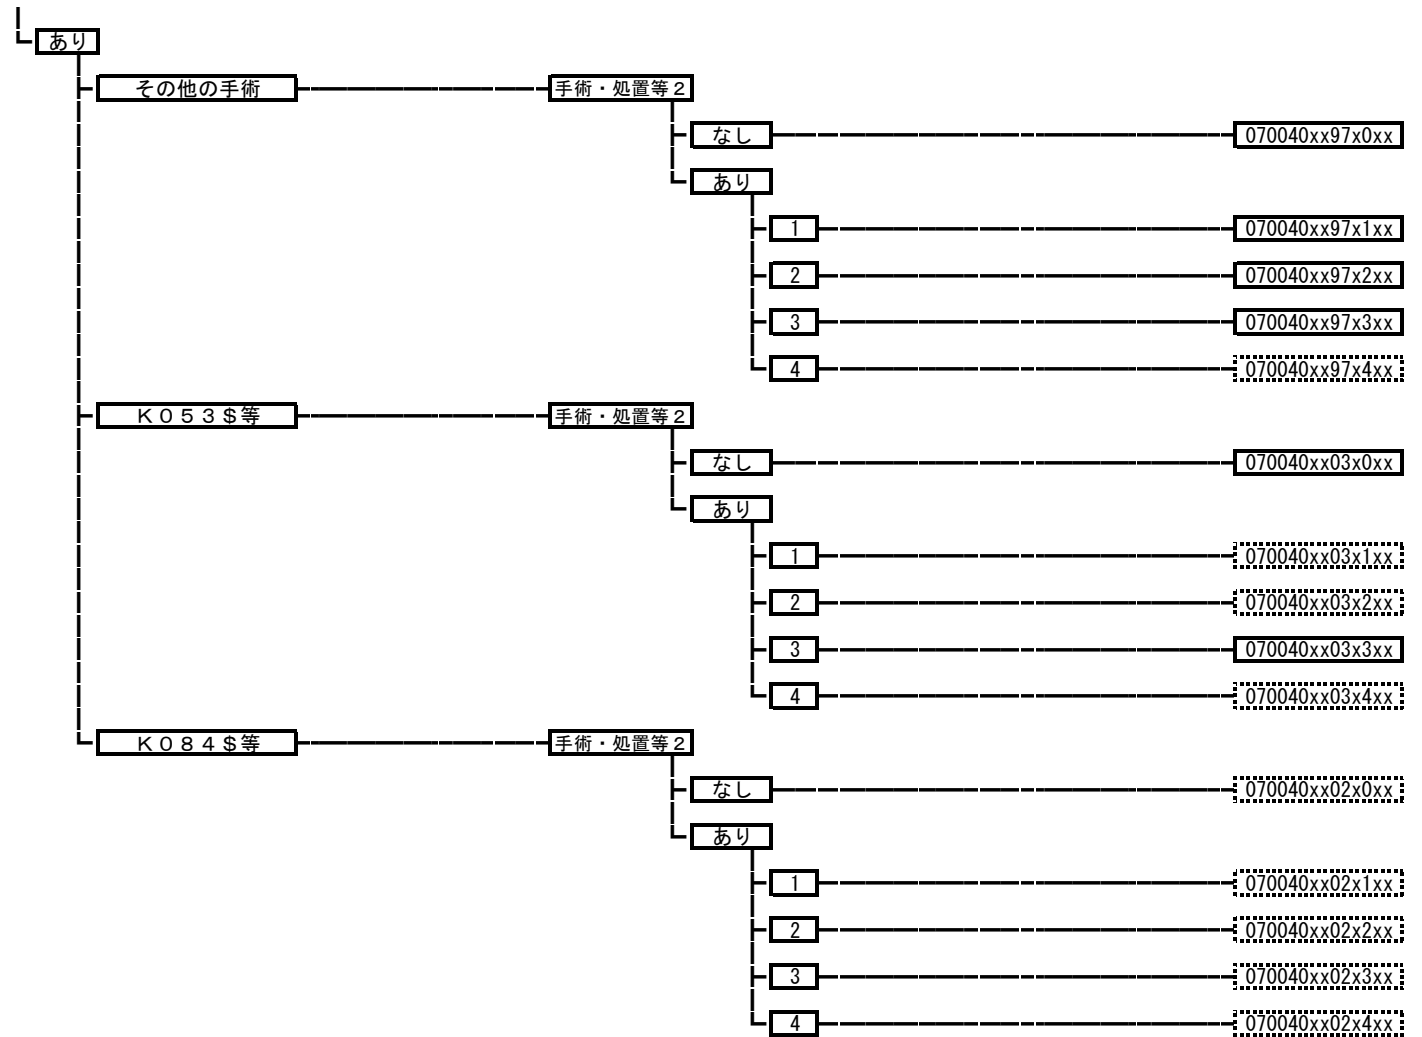 あり
その他の手術 手術・処置等２
なし 070040xx97x0xx
あり
1 070040xx97x1xx
2 070040xx97x2xx
3 070040xx97x3xx
4 070040xx97x4xx
Ｋ０５３＄等 手術・処置等２
なし 070040xx03x0xx
あり
1 070040xx03x1xx
2 070040xx03x2xx
3 070040xx03x3xx
4 070040xx03x4xx
Ｋ０８４＄等 手術・処置等２
なし 070040xx02x0xx
あり
1 070040xx02x1xx
2 070040xx02x2xx
3 070040xx02x3xx
4 070040xx02x4xx